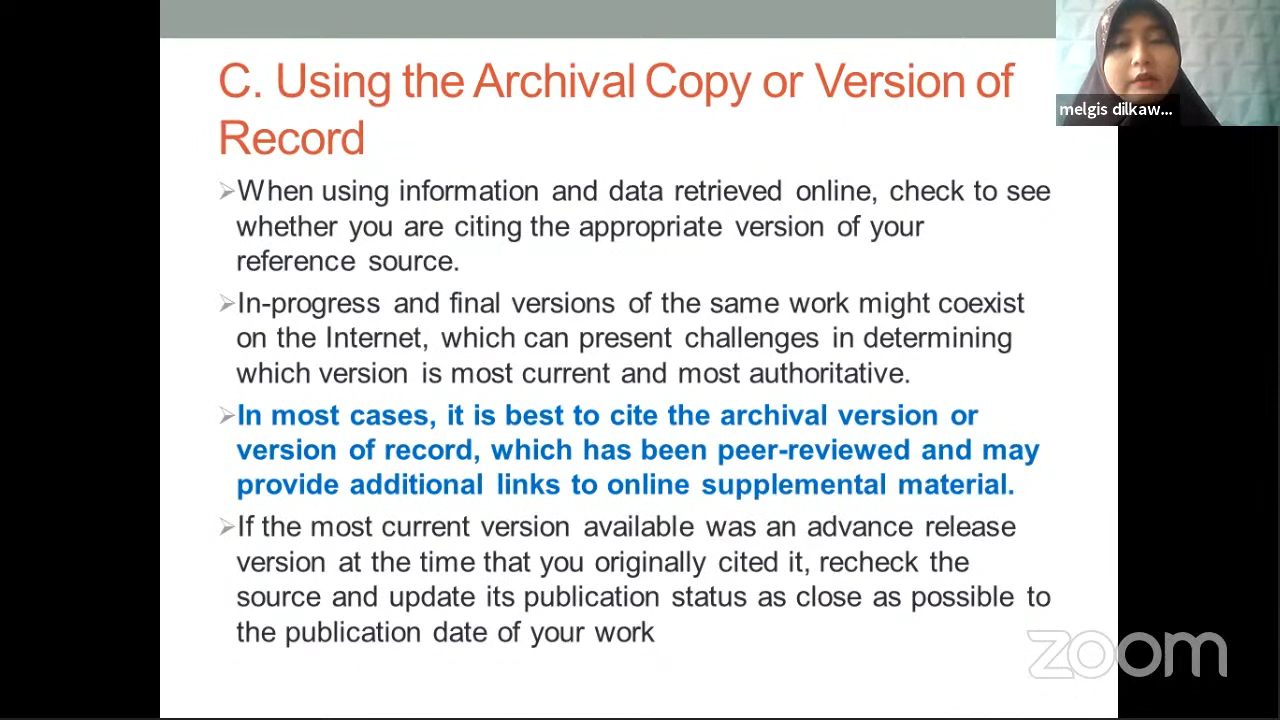 C. Using the Archival Copy or Version of
Record
When using information and data retrieved online, check to see
whether you are citing the appropriate version of your
reference source.
In-progress and final versions of the same work might coexist
on the Internet, which can present challenges in determining
which version is most current and most authoritative.
In most cases, it is best to cite the archival version or
version of record, which has been peer-reviewed and may
provide additional links to online supplemental material.
If the most current version available was an advance release
version at the time that you originally cited it, recheck the
source and update its publication status as close as possible to
the publication date of your work
melgis dilkaw...
zoom